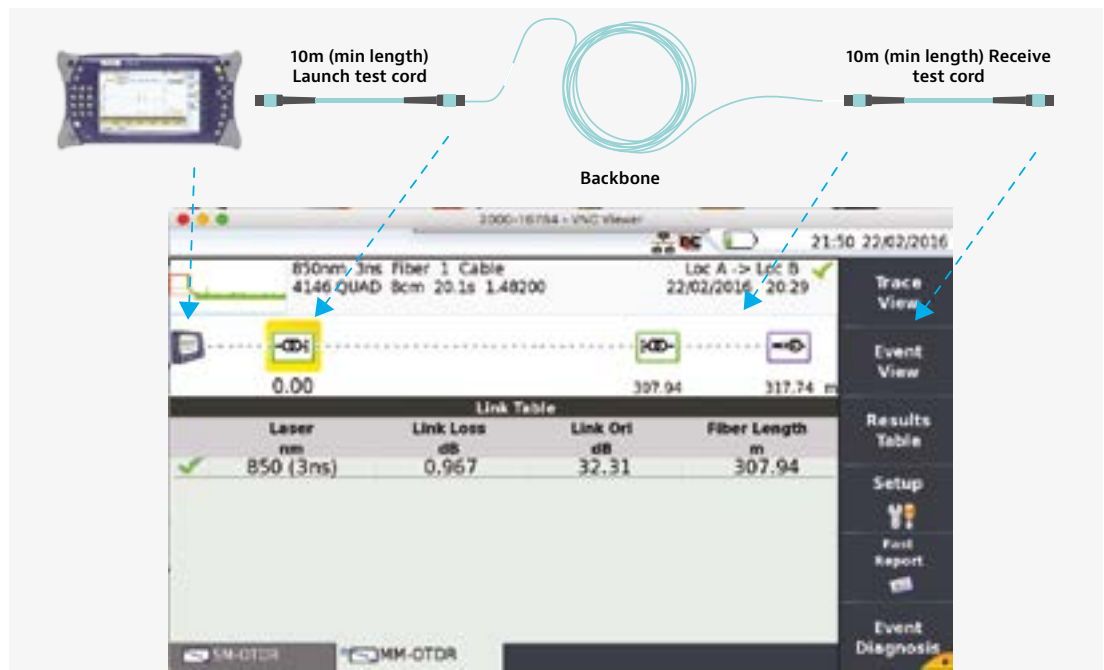 10m (min length)
Launch test cord
10m (min length) Receive
test cord
Backbone
2000-16784 - VNC Viewer
21:50 22/02/2016
850nm 3ns Fiber 1 Cable
4146 QUAD 8cm 20.1s 1.48200
Loc A -> Loc B
22/02/2016 20:29
Trace
View
Event
View
0.00
307.94
317.74 m
Link Table
Laser
nm
Link Loss
dB
Link Orl
dB
Fiber Length
m
850 (3ns)
0.967
32.31
307.94
Results
Table
Setup
Fast
Report
Event
Diagnosis
SM-OTDR
MM-OTDR